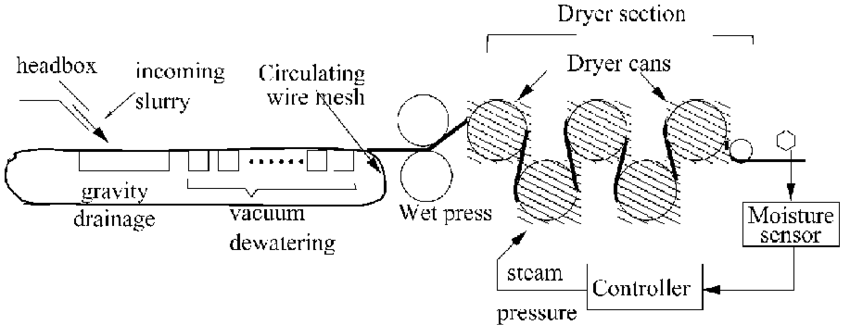 Dryer section
headbox
incoming
slurry
Circulating
wire mesh
Dryer cans
gravity
drainage
vacuum
dewatering
Wet press
Moisture
sensor
steam
pressure
Controller